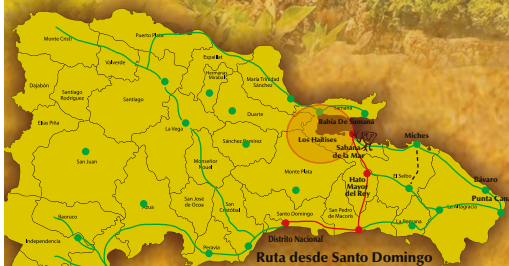 Puerto Plata
Monte Cristi
Espaillat
Valverde
Hermanas
Mirabal
María Trinidad
Sánchez
Dajabón
Santiago
Rodríguez
Santiago
Samaná
Duarte
Bahía De Samaná
Elías Piña
La Vega
Miches
Los Haitises
Sabana
de la Mar
Sánchez Ramírez
San Juan
Monseñor
Nouel
Monte Plata
Hato
Mayor
del Rey
El Seibo
Bávaro
Punta Cana
San José
de Ocoa
San
Cristóbal
Azua
La Altagracia
Baoruco
Santo Domingo
San Pedro
de Macorís
La Romana
Independencia
Distrito Nacional
Peravia
Ruta desde Santo Domingo